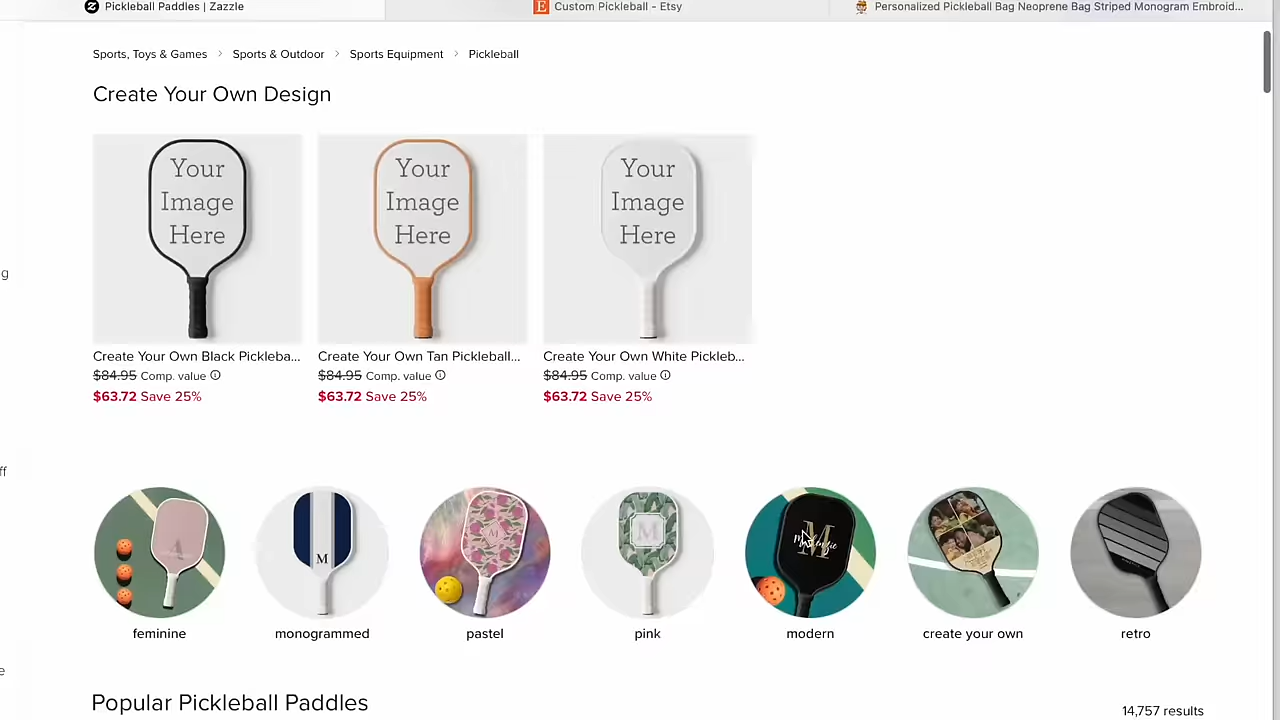 Pickleball Paddles | Zazzle
Custom Pickleball - Etsy
Personalized Pickleball Bag Neoprene Bag Striped Monogram Embroid...
Sports, Toys & Games > Sports & Outdoor > Sports Equipment > Pickleball
Create Your Own Design
Your Image Here
Your Image Here
Your Image Here
Create Your Own Black Pickleba...
$84.95 Comp. value
$63.72 Save 25%
Create Your Own Tan Pickleball...
$84.95 Comp. value
$63.72 Save 25%
Create Your Own White Pickleb...
$84.95 Comp. value
$63.72 Save 25%
g
ff
e
A
M
M
M
M
feminine
monogrammed
pastel
pink
modern
create your own
retro
Popular Pickleball Paddles
14,757 results